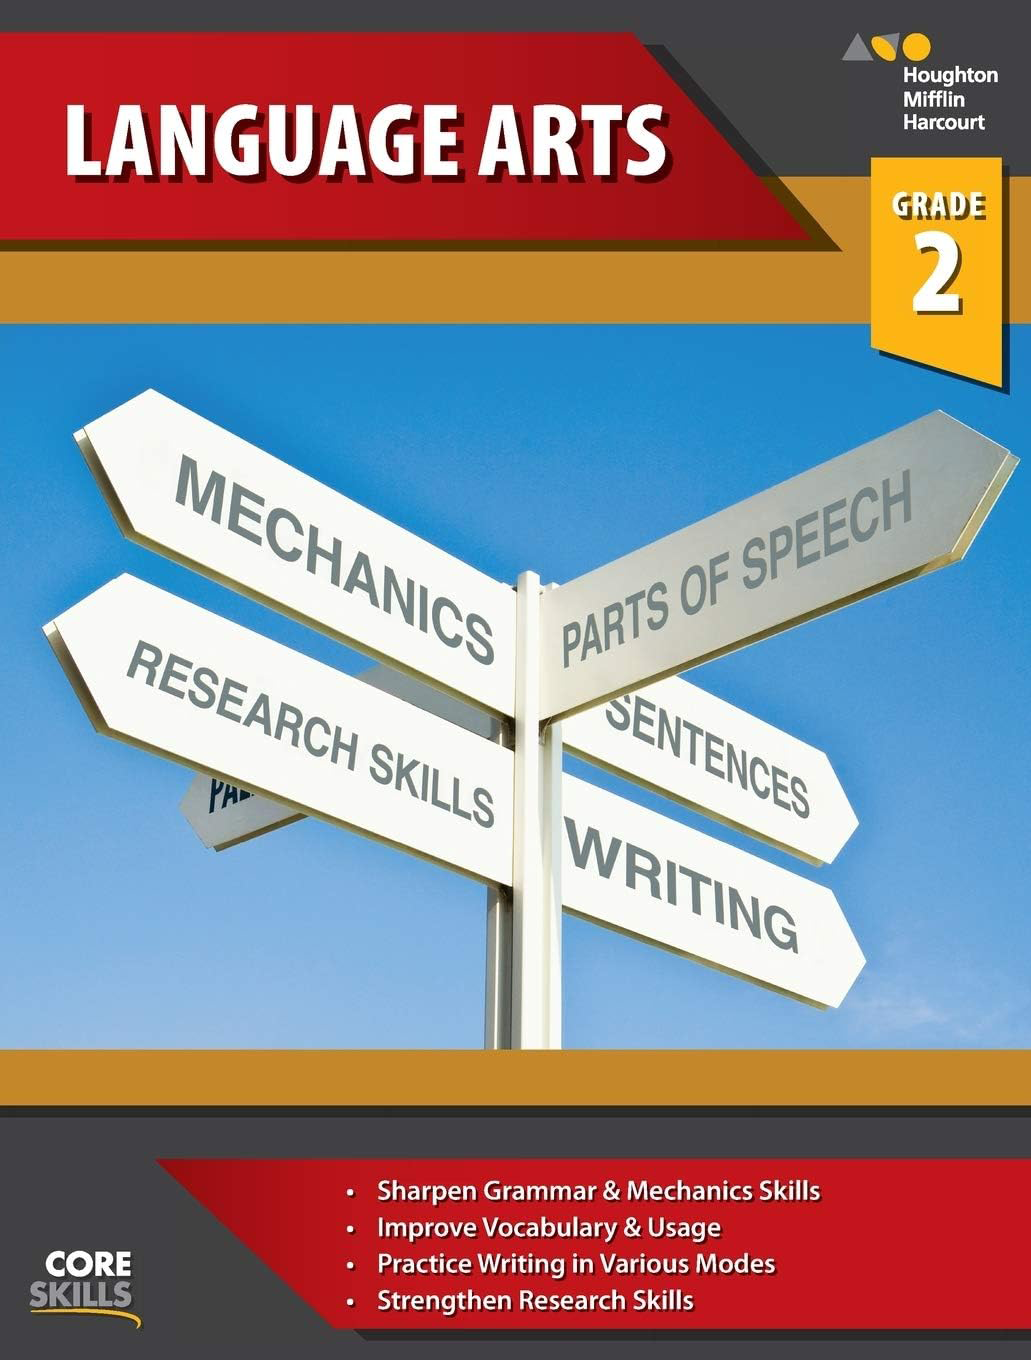 LANGUAGE ARTS
Houghton
Mifflin
Harcourt
GRADE
2
MECHANICS
PARTS OF SPEECH
RESEARCH SKILLS
SENTENCES
WRITING
• Sharpen Grammar & Mechanics Skills
• Improve Vocabulary & Usage
• Practice Writing in Various Modes
• Strengthen Research Skills
CORE
SKILLS